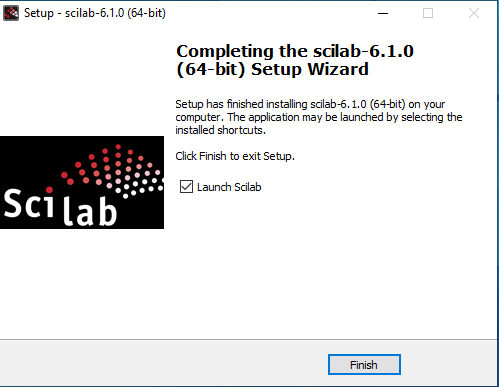 Setup - scilab-6.1.0 (64-bit)
Completing the scilab-6.1.0
(64-bit) Setup Wizard
Setup has finished installing scilab-6.1.0 (64-bit) on your
computer. The application may be launched by selecting the
installed shortcuts.
Click Finish to exit Setup.
Launch Scilab
Scilab
Finish